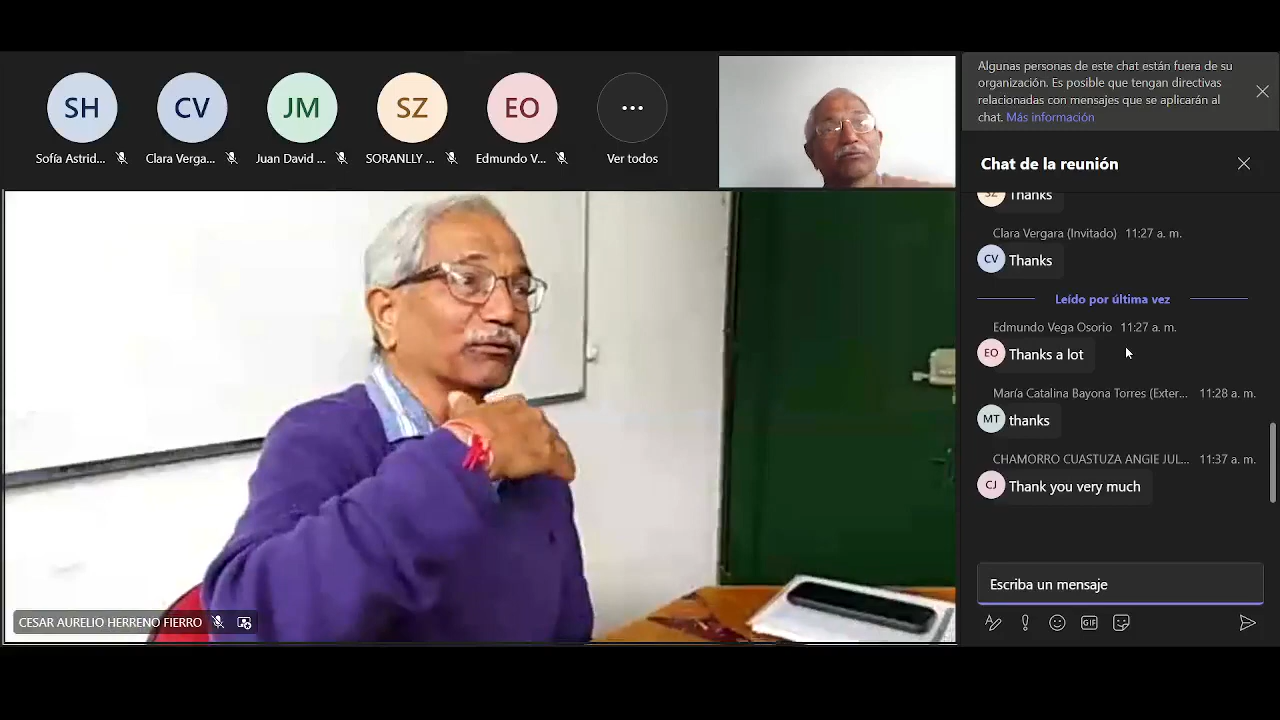 SH
CV
JM
SZ
EO
...
Sofía Astrid...
Clara Verga...
Juan David ...
SORANLLY ...
Edmundo V...
Ver todos
CESAR AURELIO HERRENO FIERRO
Algunas personas de este chat están fuera de su
organización. Es posible que tengan directivas
relacionadas con mensajes que se aplicarán al
chat. Más información
Chat de la reunión
SZ Thanks
Clara Vergara (Invitado) 11:27 a. m.
CV Thanks
Leído por última vez
Edmundo Vega Osorio 11:27 a. m.
EO Thanks a lot
María Catalina Bayona Torres (Exter... 11:28 a. m.
MT thanks
CHAMORRO CUASTUZA ANGIE JUL... 11:37 a. m.
CJ Thank you very much
Escriba un mensaje
GIF